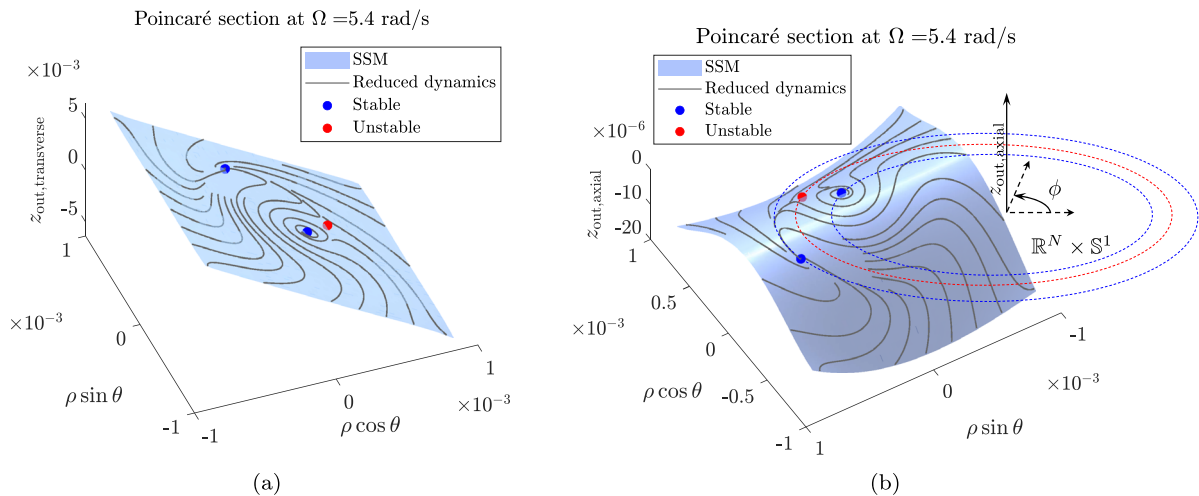 Poincaré section at Ω =5.4 rad/s
SSM
Reduced dynamics
Stable
Unstable
×10⁻³
5
0
-5
z_out,transverse
1
×10⁻³
0
ρ sin θ
-1
-1
0
ρ cos θ
×10⁻³
1
(a)
Poincaré section at Ω =5.4 rad/s
SSM
Reduced dynamics
Stable
Unstable
×10⁻⁶
0
-10
-20
z_out,axial
1
0.5
×10⁻³
0
ρ cos θ
-0.5
-1
1
0
ρ sin θ
×10⁻³
-1
z_out,axial
ϕ
ℝᴺ × 𝕊¹
(b)